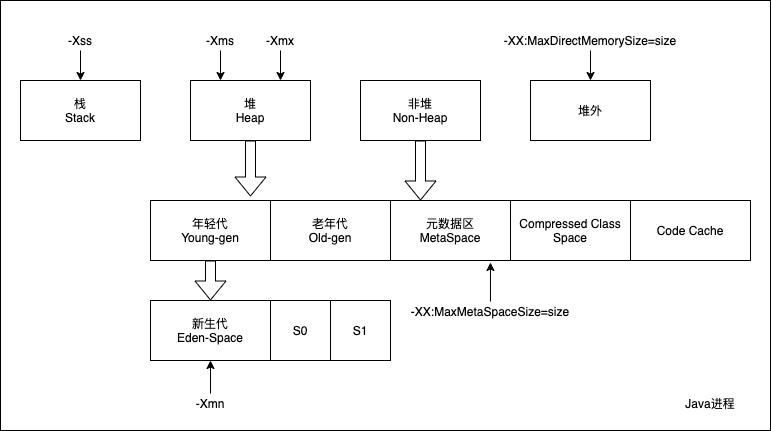 -Xss
-Xms
-Xmx
-XX:MaxDirectMemorySize=size
栈
Stack
堆
Heap
非堆
Non-Heap
堆外
年轻代
Young-gen
老年代
Old-gen
元数据区
MetaSpace
Compressed Class
Space
Code Cache
-XX:MaxMetaSpaceSize=size
新生代
Eden-Space
S0
S1
-Xmn
Java进程